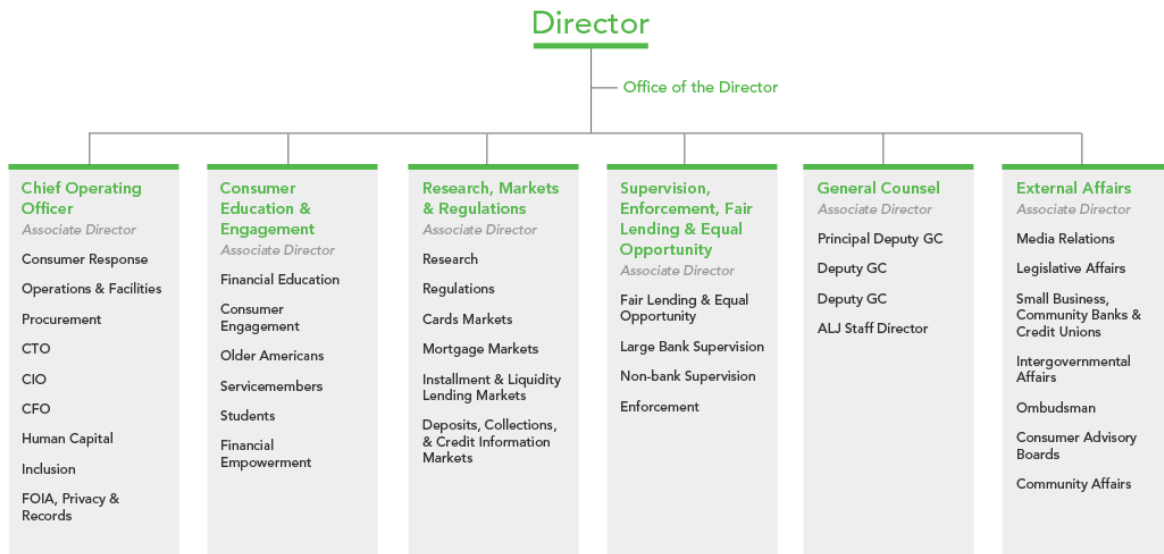 Director
Office of the Director
Chief Operating
Officer
Associate Director
Consumer Response
Operations & Facilities
Procurement
CTO
CIO
CFO
Human Capital
Inclusion
FOIA, Privacy &
Records
Consumer
Education &
Engagement
Associate Director
Financial Education
Consumer
Engagement
Older Americans
Servicemembers
Students
Financial
Empowerment
Research, Markets
& Regulations
Associate Director
Research
Regulations
Cards Markets
Mortgage Markets
Installment & Liquidity
Lending Markets
Deposits, Collections,
& Credit Information
Markets
Supervision,
Enforcement, Fair
Lending & Equal
Opportunity
Associate Director
Fair Lending & Equal
Opportunity
Large Bank Supervision
Non-bank Supervision
Enforcement
General Counsel
Associate Director
Principal Deputy GC
Deputy GC
Deputy GC
ALJ Staff Director
External Affairs
Associate Director
Media Relations
Legislative Affairs
Small Business,
Community Banks &
Credit Unions
Intergovernmental
Affairs
Ombudsman
Consumer Advisory
Boards
Community Affairs